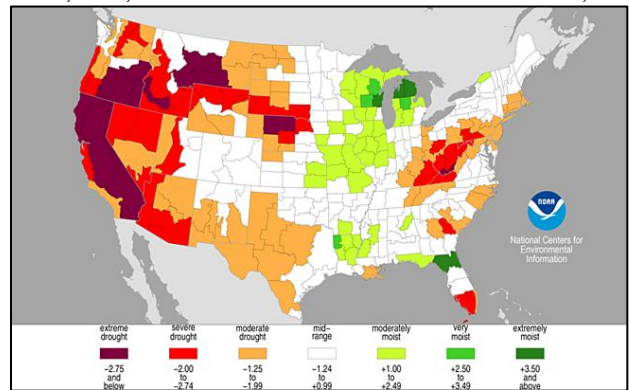 NOAA
National Centers for
Environmental
Information
extreme drought
severe drought
moderate drought
mid-range
moderately moist
very moist
extremely moist
-2.75 and below
-2.00 to -2.74
-1.25 to -1.99
-1.24 to +0.99
+1.00 to +2.49
+2.50 to +3.49
+3.50 and above